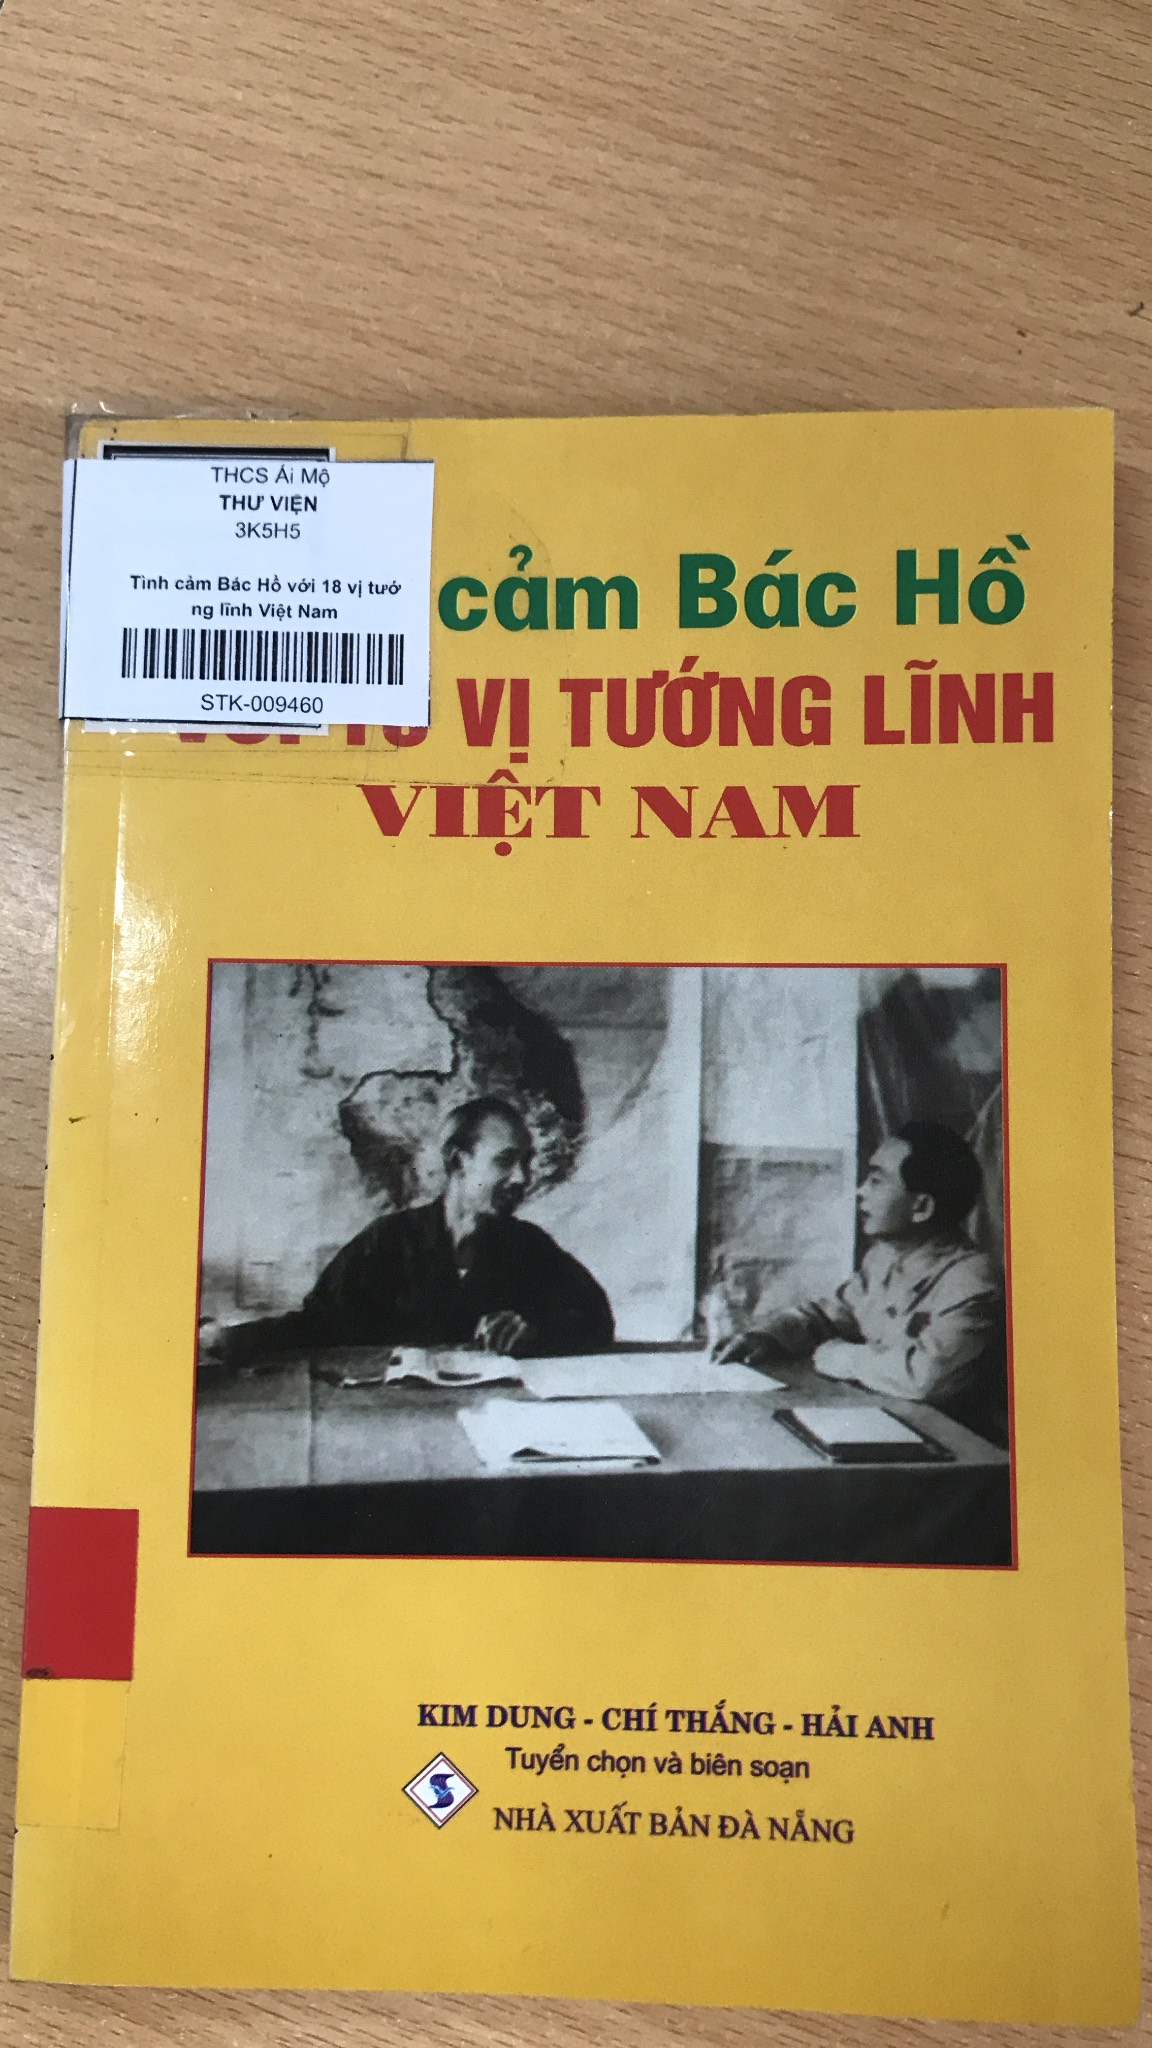 THCS Ái Mộ
THƯ VIỆN
3K5H5
Tình cảm Bác Hồ với 18 vị tướ
ng lĩnh Việt Nam
STK-009460
cảm Bác Hồ
VỊ TƯỚNG LĨNH
VIỆT NAM
KIM DUNG - CHÍ THẮNG - HẢI ANH
Tuyển chọn và biên soạn
NHÀ XUẤT BẢN ĐÀ NẴNG